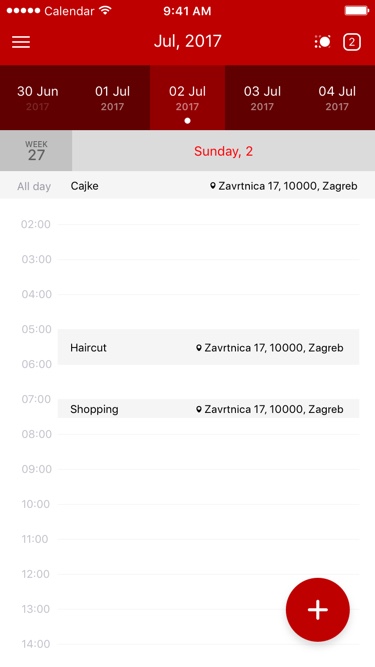 Calendar 9:41 AM
Jul, 2017 2
30 Jun 01 Jul 02 Jul 03 Jul 04 Jul
2017 2017 2017 2017 2017
WEEK
27 Sunday, 2
All day Cajke Zavrtnica 17, 10000, Zagreb
02:00
03:00
04:00
05:00
Haircut Zavrtnica 17, 10000, Zagreb
06:00
07:00
Shopping Zavrtnica 17, 10000, Zagreb
08:00
09:00
10:00
11:00
12:00
13:00
14:00